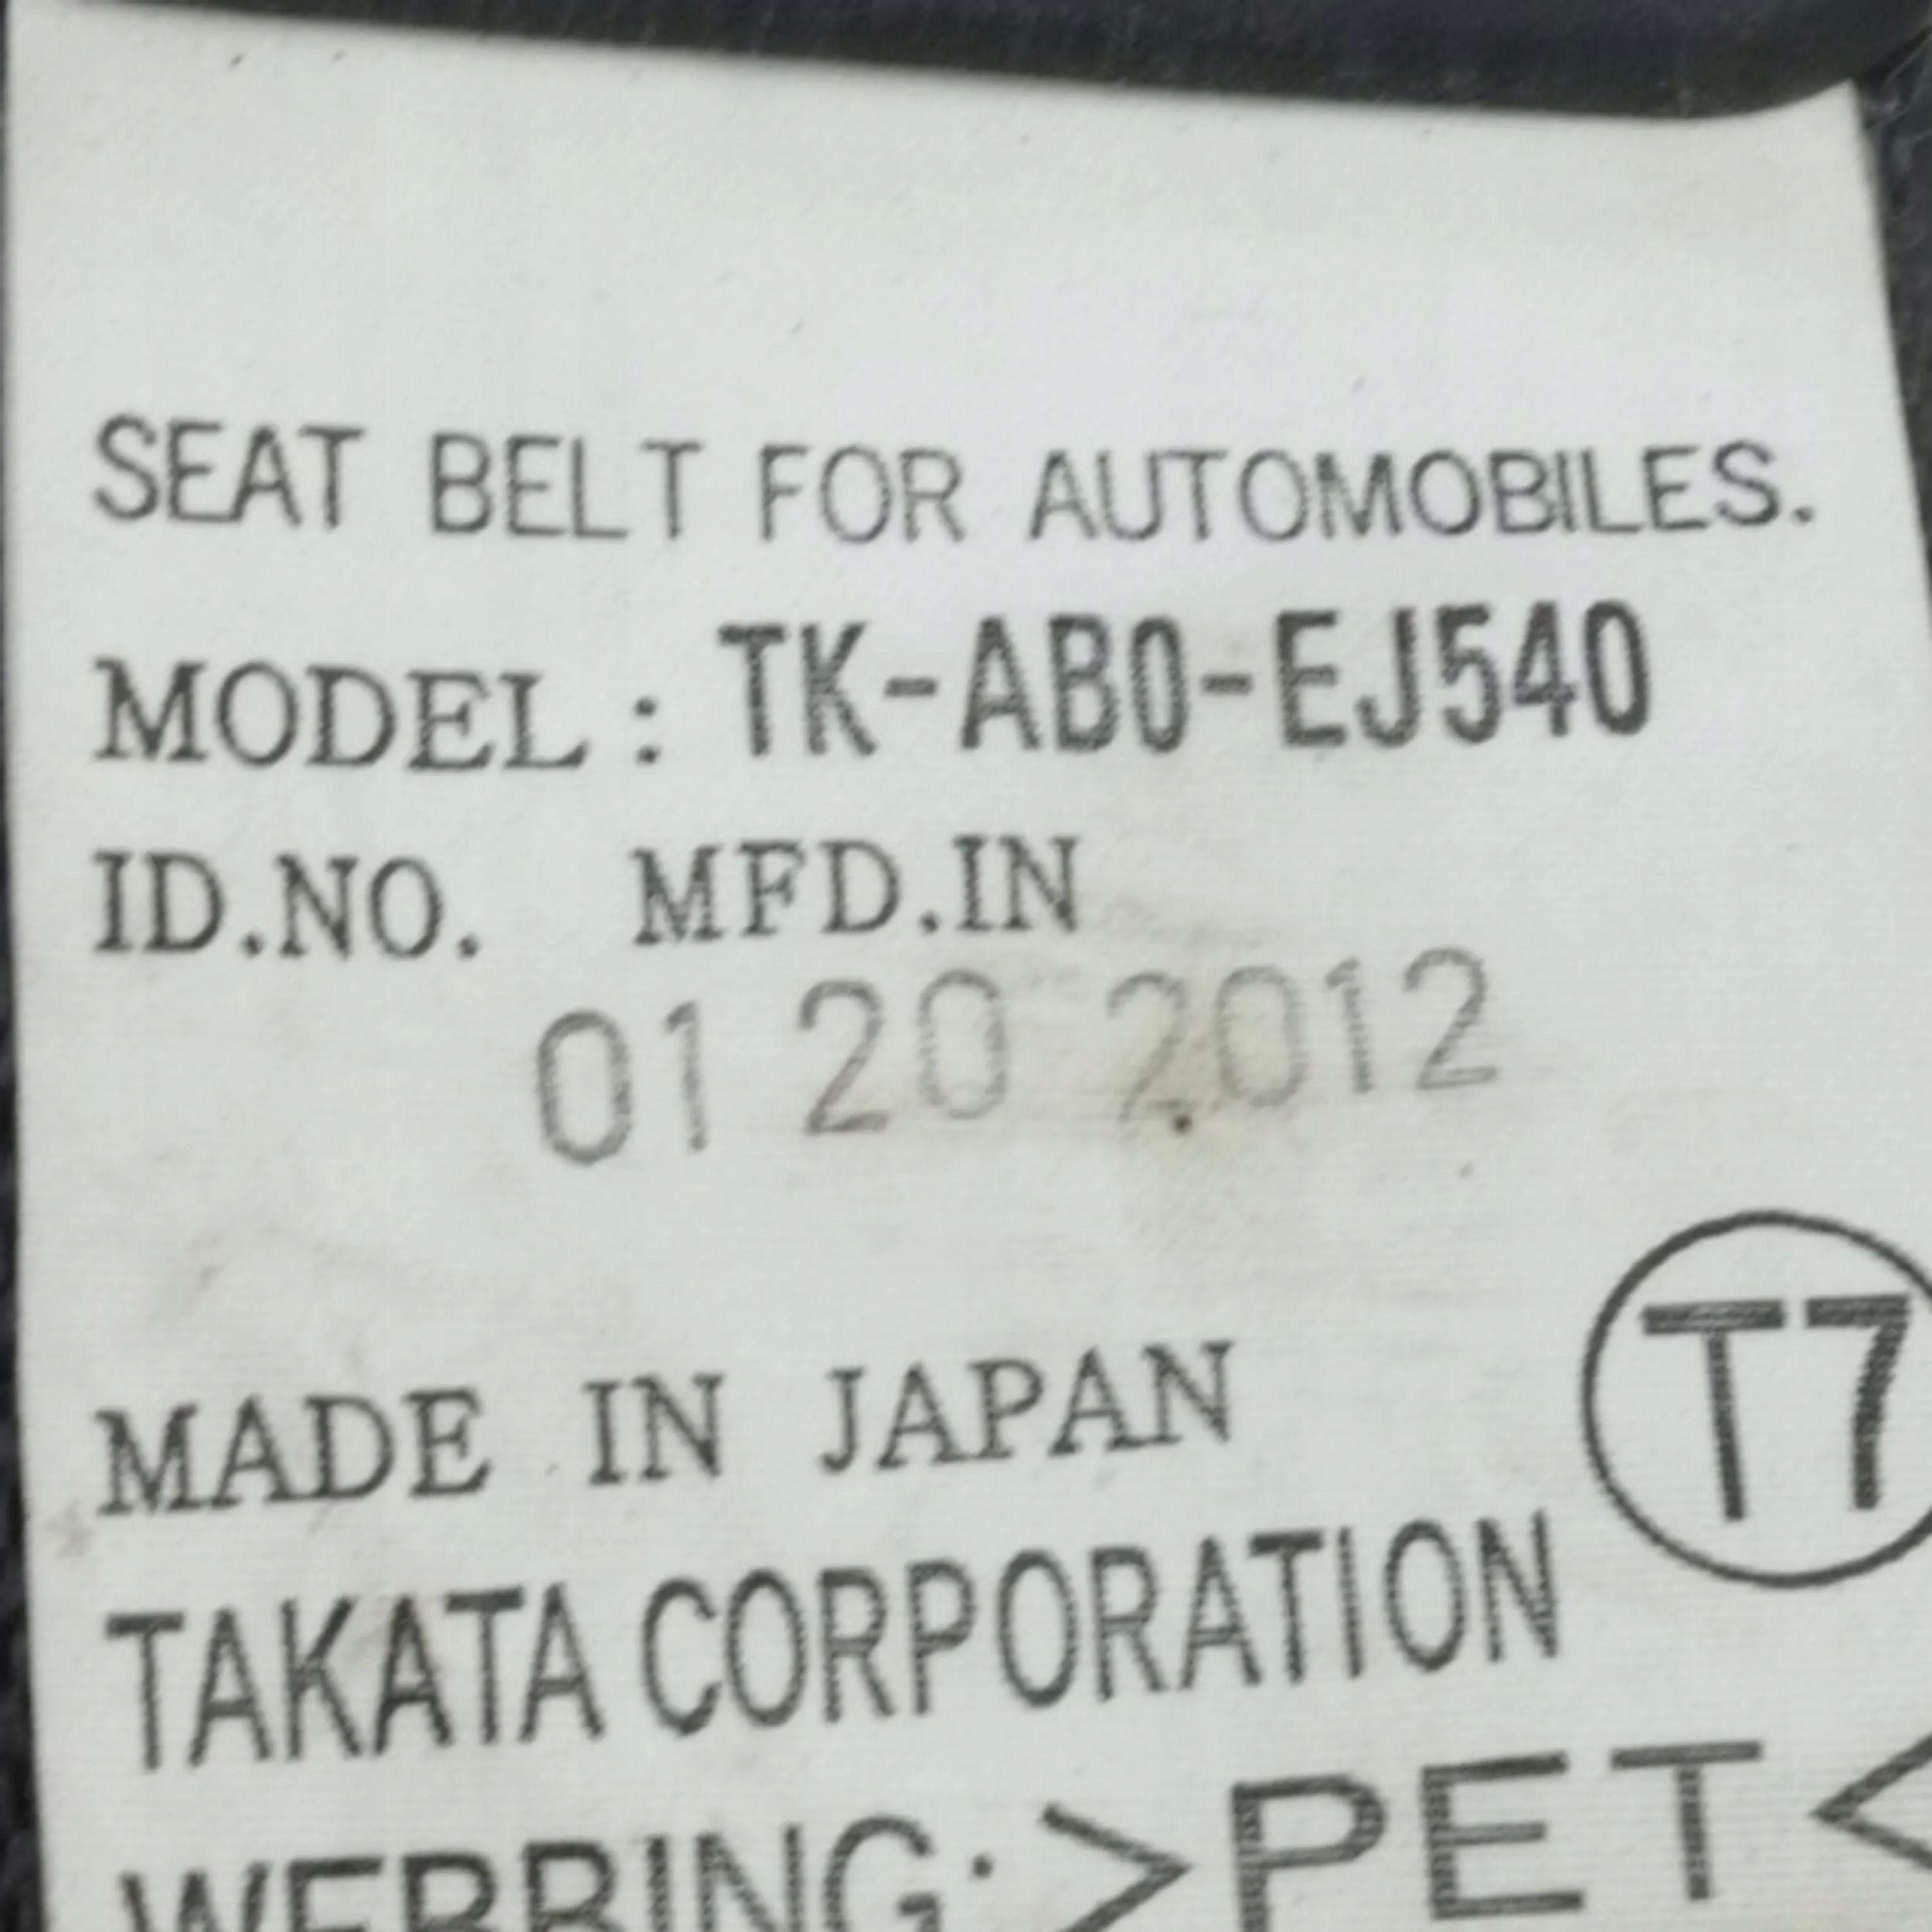 SEAT BELT FOR AUTOMOBILES.
MODEL : TK-AB0-EJ540
ID.NO. MFD.IN
01 20 2012
MADE IN JAPAN
T7
TAKATA CORPORATION
WEBBING:>PET<